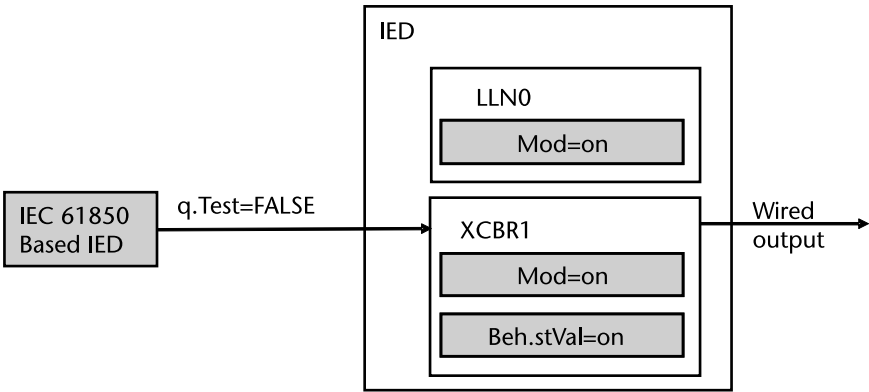 IED
LLN0
Mod=on
IEC 61850
Based IED
q.Test=FALSE
XCBR1
Mod=on
Beh.stVal=on
Wired
output